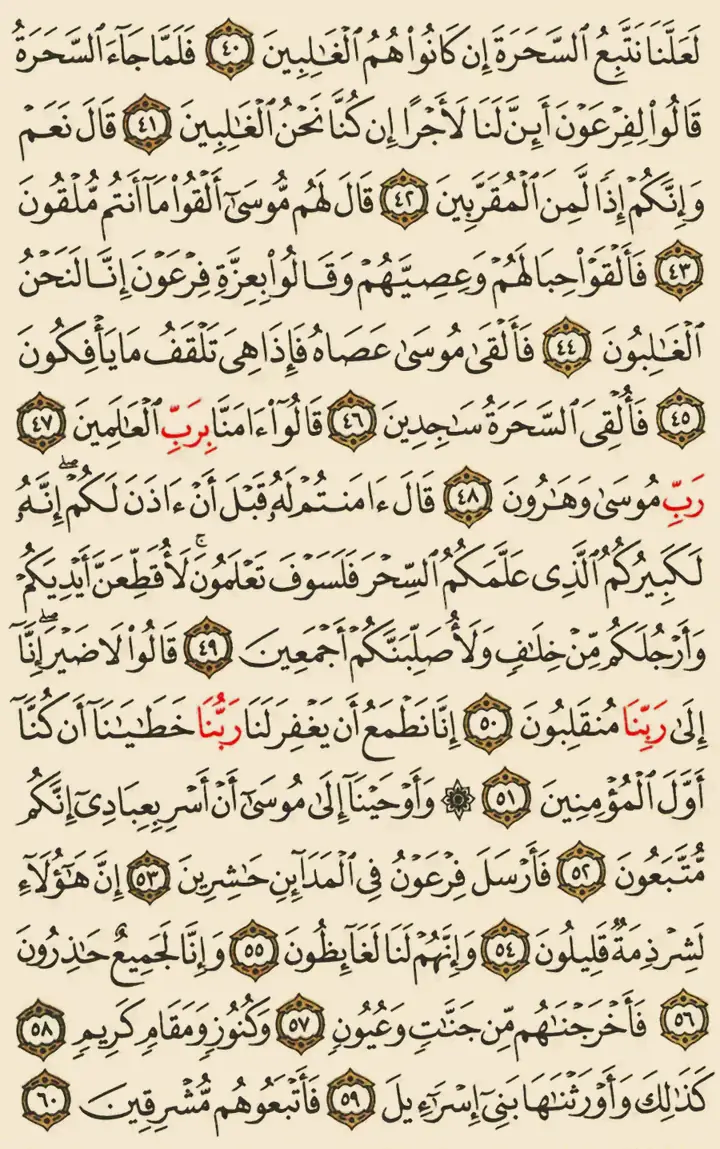 لَعَلَّنَا نَتَّبِعُ ٱلسَّحَرَةَ إِن كَانُوا۟ هُمُ ٱلْغَـٰلِبِينَ ٤٠ فَلَمَّا جَآءَ ٱلسَّحَرَةُ
قَالُوا۟ لِفِرْعَوْنَ أَئِنَّ لَنَا لَأَجْرًا إِن كُنَّا نَحْنُ ٱلْغَـٰلِبِينَ ٤١ قَالَ نَعَمْ
وَإِنَّكُمْ إِذًا لَّمِنَ ٱلْمُقَرَّبِينَ ٤٢ قَالَ لَهُم مُّوسَىٰٓ أَلْقُوا۟ مَآ أَنتُم مُّلْقُونَ
٤٣ فَأَلْقَوْا۟ حِبَالَهُمْ وَعِصِيَّهُمْ وَقَالُوا۟ بِعِزَّةِ فِرْعَوْنَ إِنَّا لَنَحْنُ
ٱلْغَـٰلِبُونَ ٤٤ فَأَلْقَىٰ مُوسَىٰ عَصَاهُ فَإِذَا هِىَ تَلْقَفُ مَا يَأْفِكُونَ
٤٥ فَأُلْقِىَ ٱلسَّحَرَةُ سَـٰجِدِينَ ٤٦ قَالُوٓا۟ ءَامَنَّا بِرَبِّ ٱلْعَـٰلَمِينَ ٤٧
رَبِّ مُوسَىٰ وَهَـٰرُونَ ٤٨ قَالَ ءَامَنتُمْ لَهُۥ قَبْلَ أَنْ ءَاذَنَ لَكُمْ ۖ إِنَّهُۥ
لَكَبِيرُكُمُ ٱلَّذِى عَلَّمَكُمُ ٱلسِّحْرَ فَلَسَوْفَ تَعْلَمُونَ ۚ لَأُقَطِّعَنَّ أَيْدِيَكُمْ
وَأَرْجُلَكُم مِّنْ خِلَـٰفٍ وَلَأُصَلِّبَنَّكُمْ أَجْمَعِينَ ٤٩ قَالُوا۟ لَا ضَيْرَ ۖ إِنَّآ
إِلَىٰ رَبِّنَا مُنقَلِبُونَ ٥٠ إِنَّا نَطْمَعُ أَن يَغْفِرَ لَنَا رَبُّنَا خَطَـٰيَـٰنَآ أَن كُنَّآ
أَوَّلَ ٱلْمُؤْمِنِينَ ٥١ ۞ وَأَوْحَيْنَآ إِلَىٰ مُوسَىٰٓ أَنْ أَسْرِ بِعِبَادِىٓ إِنَّكُم
مُّتَّبَعُونَ ٥٢ فَأَرْسَلَ فِرْعَوْنُ فِى ٱلْمَدَآئِنِ حَـٰشِرِينَ ٥٣ إِنَّ هَـٰٓؤُلَآءِ
لَشِرْذِمَةٌ قَلِيلُونَ ٥٤ وَإِنَّهُمْ لَنَا لَغَآئِظُونَ ٥٥ وَإِنَّا لَجَمِيعٌ حَـٰذِرُونَ
٥٦ فَأَخْرَجْنَـٰهُم مِّن جَنَّـٰتٍ وَعُيُونٍ ٥٧ وَكُنُوزٍ وَمَقَامٍ كَرِيمٍ ٥٨
كَذَٰلِكَ وَأَوْرَثْنَـٰهَا بَنِىٓ إِسْرَٰٓءِيلَ ٥٩ فَأَتْبَعُوهُم مُّشْرِقِينَ ٦٠